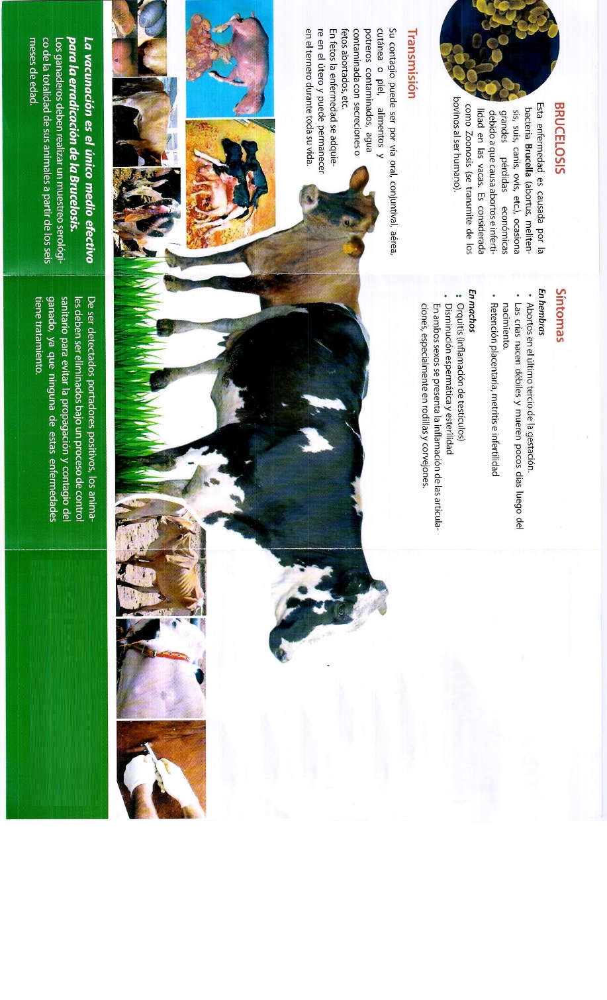 BRUCELOSIS
Esta enfermedad es causada por la
bacteria Brucella (abortus, meliten-
sis, suis, canis, ovis, etc.), ocasiona
grandes pérdidas económicas
debido a que causa abortos e inferti-
lidad en las vacas. Es considerada
como Zoonosis (se transmite de los
bovinos al ser humano).
Transmisión
Su contagio puede ser por vía oral, conjuntival, aérea,
cutánea o piel, alimentos y
potreros contaminados, agua
contaminada con secreciones o
fetos abortados, etc.
En fetos la enfermedad se adquie-
re en el útero y puede permanecer
en el ternero durante toda su vida.
Síntomas
En hembras
• Abortos en el último tercio de la gestación.
• Las crías nacen débiles y mueren pocos días luego del
nacimiento.
• Retención placentaria, metritis e infertilidad
En machos
• Orquitis (inflamación de testículos)
• Disminución espermática y esterilidad
• En ambos sexos se presenta la inflamación de las articula-
ciones, especialmente en rodillas y corvejones.
La vacunación es el único medio efectivo
para la erradicación de la Brucelosis.
Los ganaderos deben realizar un muestreo serológi-
co de la totalidad de sus animales a partir de los seis
meses de edad.
De ser detectados portadores positivos, los anima-
les deben ser eliminados bajo un proceso de control
sanitario para evitar la propagación y contagio del
ganado, ya que ninguna de estas enfermedades
tiene tratamiento.